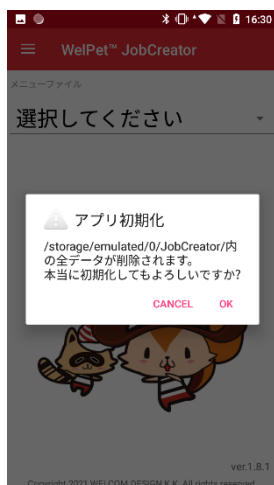 16:30
WelPet™ JobCreator
メニューファイル
選択してください
アプリ初期化
/storage/emulated/0/JobCreator/内
の全データが削除されます。
本当に初期化してもよろしいですか?
CANCEL OK
ver.1.8.1
Copyright 2021 WELCOM DESIGN K.K. All rights reserved